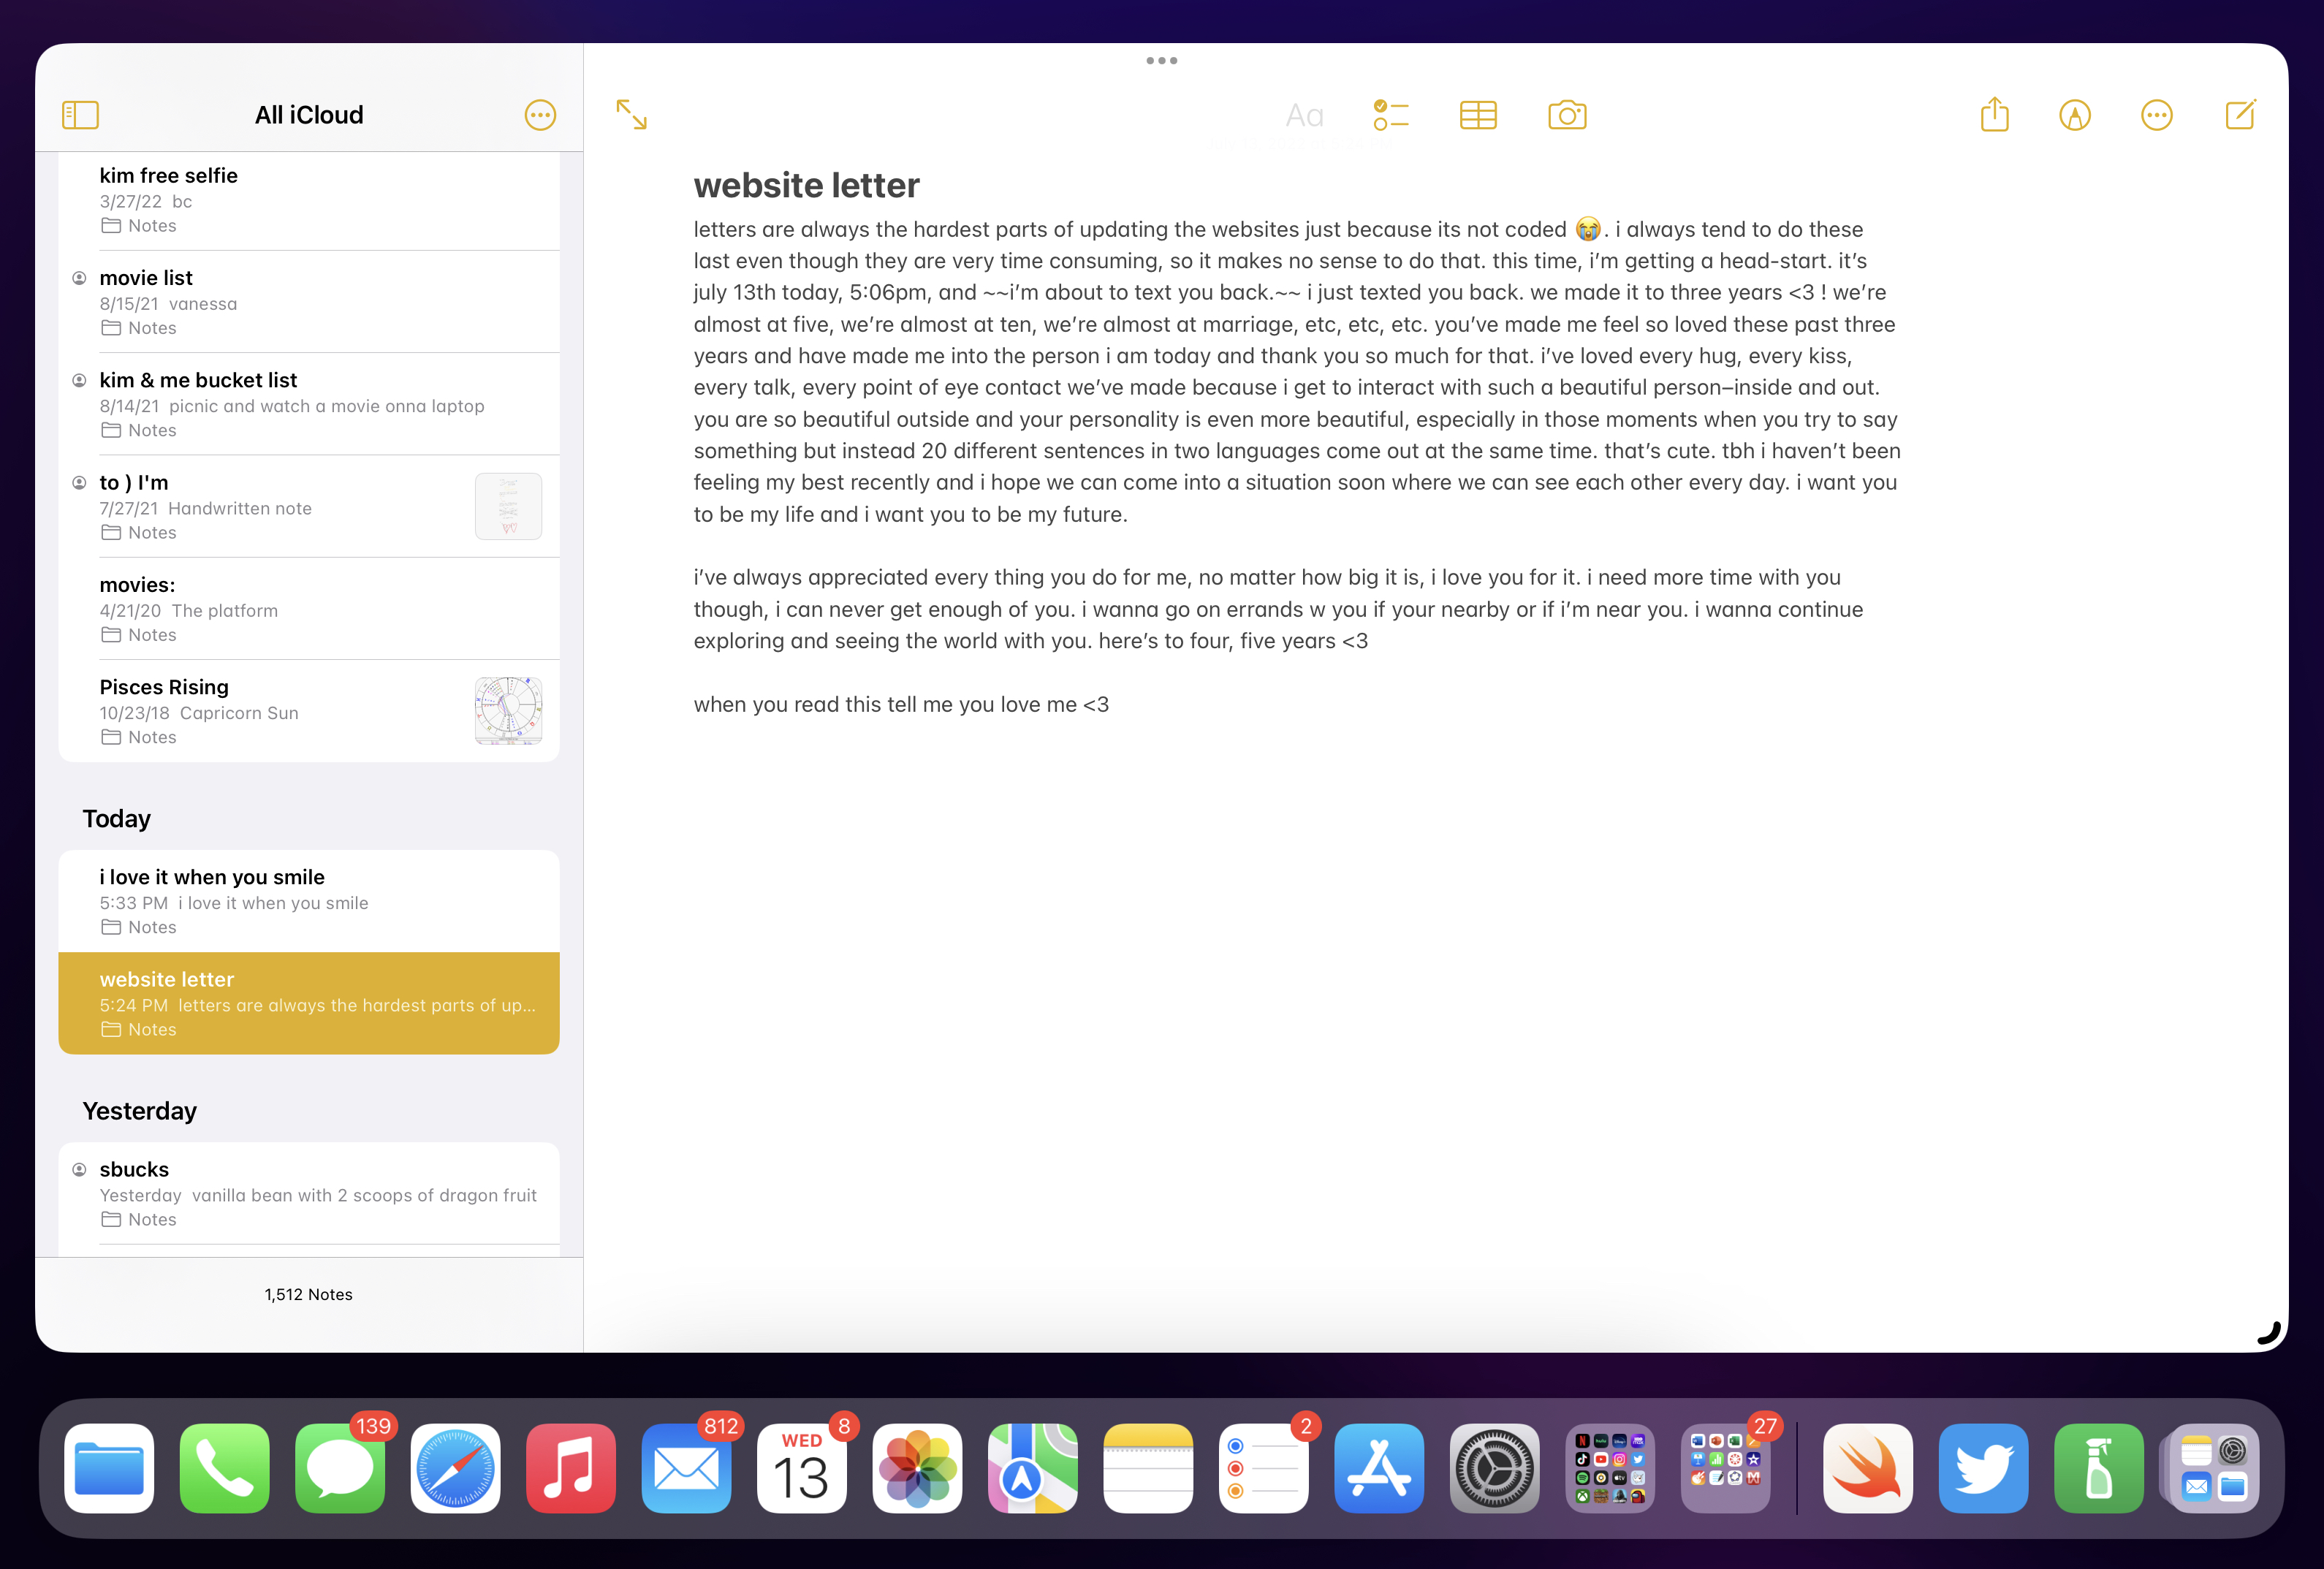 All iCloud
kim free selfie
3/27/22 bc
Notes
movie list
8/15/21 vanessa
Notes
kim & me bucket list
8/14/21 picnic and watch a movie onna laptop
Notes
to ) I'm
7/27/21 Handwritten note
Notes
movies:
4/21/20 The platform
Notes
Pisces Rising
10/23/18 Capricorn Sun
Notes
Today
i love it when you smile
5:33 PM i love it when you smile
Notes
website letter
5:24 PM letters are always the hardest parts of up...
Notes
Yesterday
sbucks
Yesterday vanilla bean with 2 scoops of dragon fruit
Notes
1,512 Notes
Aa
website letter
letters are always the hardest parts of updating the websites just because its not coded 😭. i always tend to do these
last even though they are very time consuming, so it makes no sense to do that. this time, i’m getting a head-start. it’s
july 13th today, 5:06pm, and ~~i’m about to text you back.~~ i just texted you back. we made it to three years <3 ! we’re
almost at five, we’re almost at ten, we’re almost at marriage, etc, etc, etc. you’ve made me feel so loved these past three
years and have made me into the person i am today and thank you so much for that. i’ve loved every hug, every kiss,
every talk, every point of eye contact we’ve made because i get to interact with such a beautiful person–inside and out.
you are so beautiful outside and your personality is even more beautiful, especially in those moments when you try to say
something but instead 20 different sentences in two languages come out at the same time. that’s cute. tbh i haven’t been
feeling my best recently and i hope we can come into a situation soon where we can see each other every day. i want you
to be my life and i want you to be my future.
i’ve always appreciated every thing you do for me, no matter how big it is, i love you for it. i need more time with you
though, i can never get enough of you. i wanna go on errands w you if your nearby or if i’m near you. i wanna continue
exploring and seeing the world with you. here’s to four, five years <3
when you read this tell me you love me <3
139
812
WED
13
8
2
27